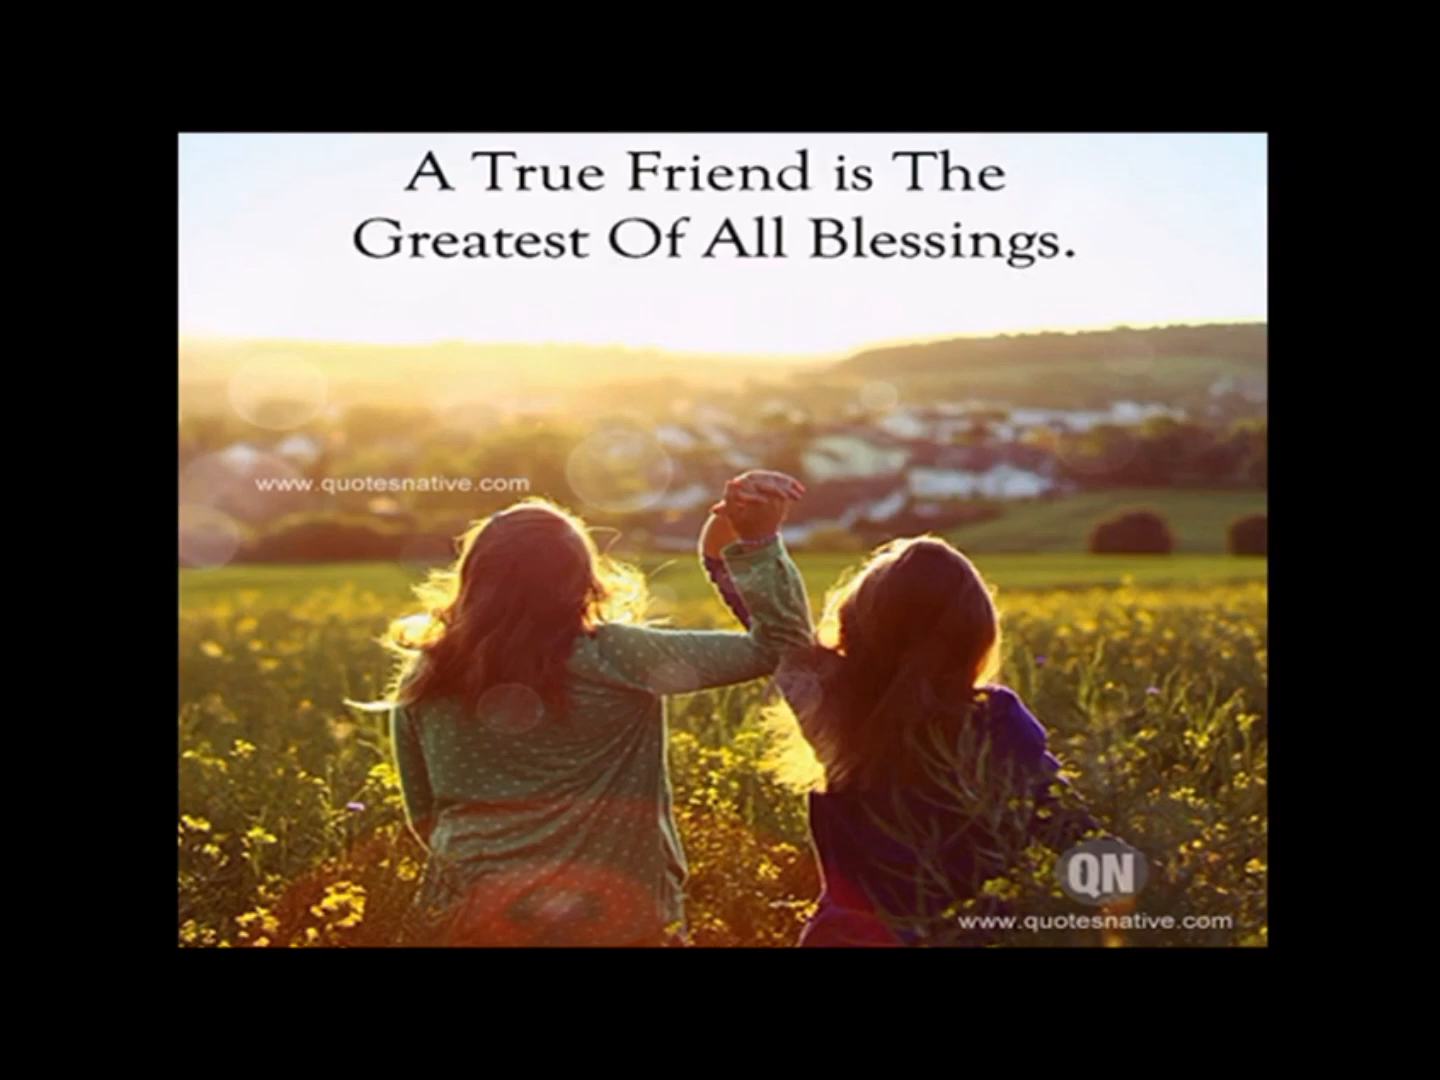 A True Friend is The
Greatest Of All Blessings.
www.quotesnative.com
QN
www.quotesnative.com